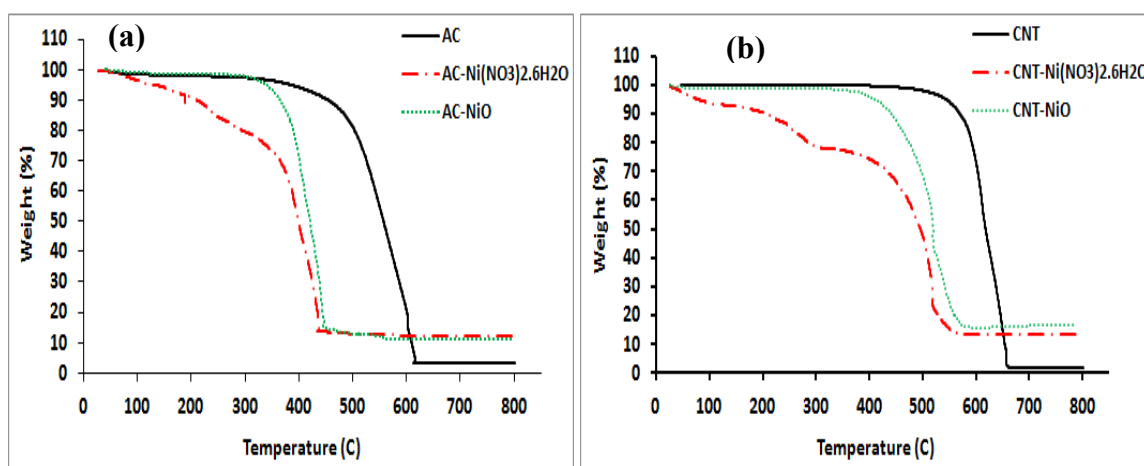 (a)
AC
AC-Ni(NO3)2.6H2O
AC-NiO
110
100
90
80
70
60
50
40
30
20
10
0
Weight (%)
0 100 200 300 400 500 600 700 800
Temperature (C)
(b)
CNT
CNT-Ni(NO3)2.6H2O
CNT-NiO
110
100
90
80
70
60
50
40
30
20
10
0
Weight (%)
0 100 200 300 400 500 600 700 800
Temperature (C)